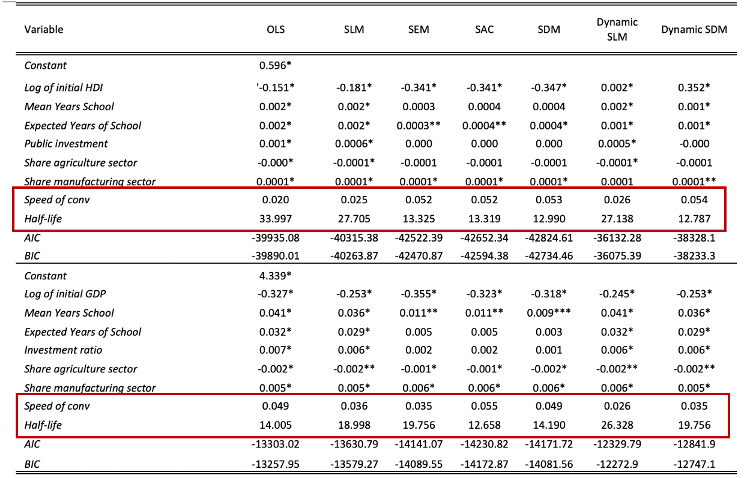 Variable OLS SLM SEM SAC SDM Dynamic SLM Dynamic SDM
Constant 0.596*
Log of initial HDI '-0.151* -0.181* -0.341* -0.341* -0.347* 0.002* 0.352*
Mean Years School 0.002* 0.002* 0.0003 0.0004 0.0004 0.002* 0.001*
Expected Years of School 0.002* 0.002* 0.0003** 0.0004** 0.0004* 0.001* 0.001*
Public investment 0.001* 0.0006* 0.000 0.000 0.000 0.0005* -0.000
Share agriculture sector -0.000* -0.0001* -0.0001 -0.0001 -0.0001 -0.0001* -0.0001
Share manufacturing sector 0.0001* 0.0001* 0.0001* 0.0001* 0.0001* 0.0001 0.0001**
Speed of conv 0.020 0.025 0.052 0.052 0.053 0.026 0.054
Half-life 33.997 27.705 13.325 13.319 12.990 27.138 12.787
AIC -39935.08 -40315.38 -42522.39 -42652.34 -42824.61 -36132.28 -38328.1
BIC -39890.01 -40263.87 -42470.87 -42594.38 -42734.46 -36075.39 -38233.3
Constant 4.339*
Log of initial GDP -0.327* -0.253* -0.355* -0.323* -0.318* -0.245* -0.253*
Mean Years School 0.041* 0.036* 0.011** 0.011** 0.009*** 0.041* 0.036*
Expected Years of School 0.032* 0.029* 0.005 0.005 0.003 0.032* 0.029*
Investment ratio 0.007* 0.006* 0.002 0.002 0.001 0.006* 0.006*
Share agriculture sector -0.002* -0.002** -0.001* -0.001* -0.002* -0.002** -0.002**
Share manufacturing sector 0.005* 0.005* 0.006* 0.006* 0.006* 0.006* 0.005*
Speed of conv 0.049 0.036 0.035 0.055 0.049 0.026 0.035
Half-life 14.005 18.998 19.756 12.658 14.190 26.328 19.756
AIC -13303.02 -13630.79 -14141.07 -14230.82 -14171.72 -12329.79 -12841.9
BIC -13257.95 -13579.27 -14089.55 -14172.87 -14081.56 -12272.9 -12747.1